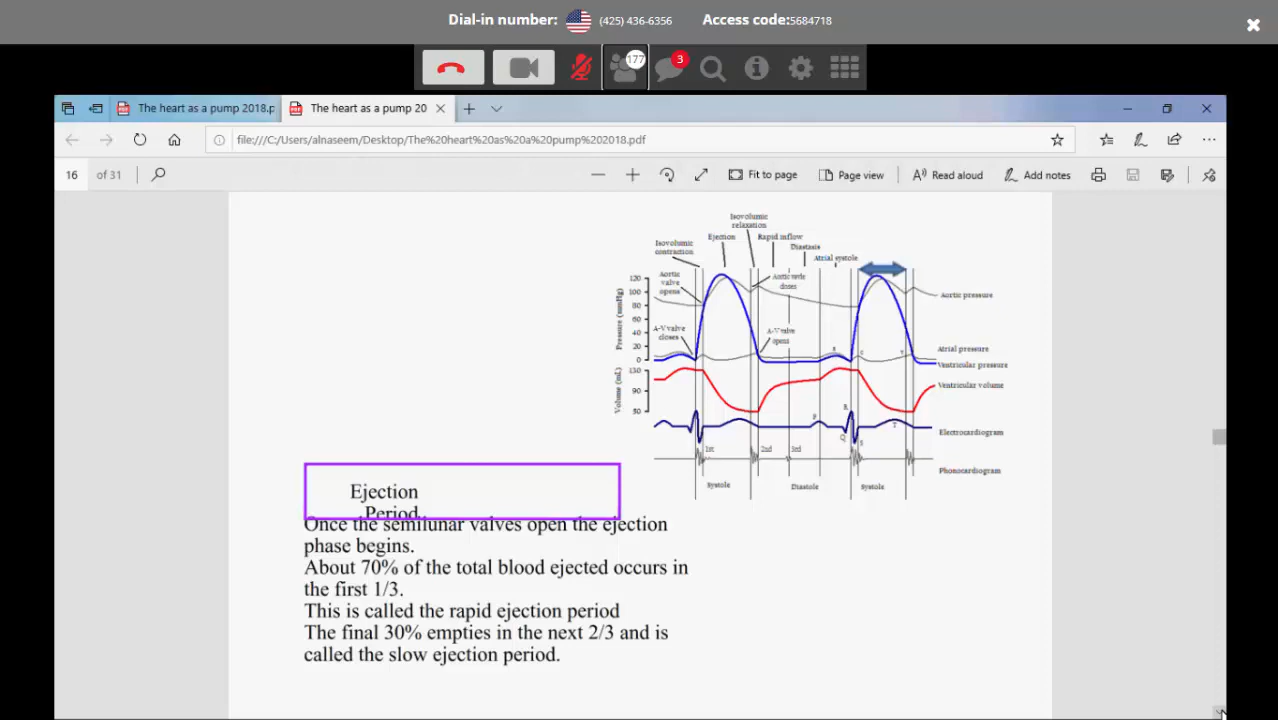 Dial-in number: (425) 436-6356 Access code:5684718
177 3
The heart as a pump 2018.p The heart as a pump 20
file:///C:/Users/alnaseem/Desktop/The%20heart%20as%20a%20pump%202018.pdf
16 of 31 Fit to page Page view Read aloud Add notes
Isovolumic
relaxation
Isovolumic
contraction
Ejection
Rapid inflow
Diastasis
Atrial systole
Aortic
valve
opens
Aortic valve
closes
A-V valve
closes
A-V valve
opens
Pressure (mmHg)
120
100
80
60
40
20
0
Volume (mL)
130
90
50
a c v
R
P
Q
S
T
1st 2nd 3rd
Systole Diastole Systole
Aortic pressure
Atrial pressure
Ventricular pressure
Ventricular volume
Electrocardiogram
Phonocardiogram
Ejection
Period
Once the semilunar valves open the ejection
phase begins.
About 70% of the total blood ejected occurs in
the first 1/3.
This is called the rapid ejection period
The final 30% empties in the next 2/3 and is
called the slow ejection period.